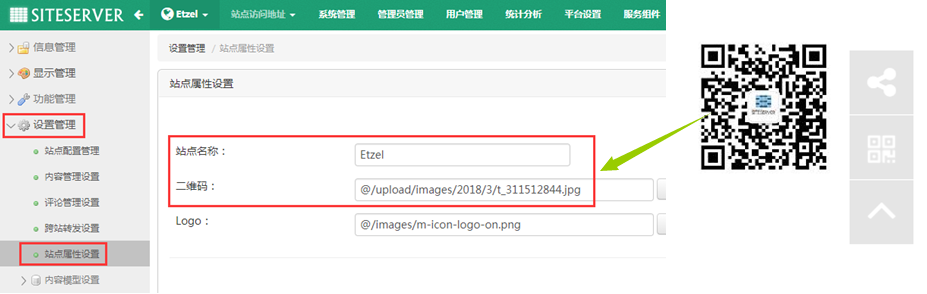 SITESERVER
Etzel 站点访问地址 系统管理 管理员管理 用户管理 统计分析 平台设置 服务组件
信息管理
显示管理
功能管理
设置管理
站点配置管理
内容管理设置
评论管理设置
跨站转发设置
站点属性设置
内容模型设置
设置管理 / 站点属性设置
站点属性设置
站点名称：
Etzel
二维码：
@/upload/images/2018/3/t_311512844.jpg
Logo：
@/images/m-icon-logo-on.png
SITESERVER